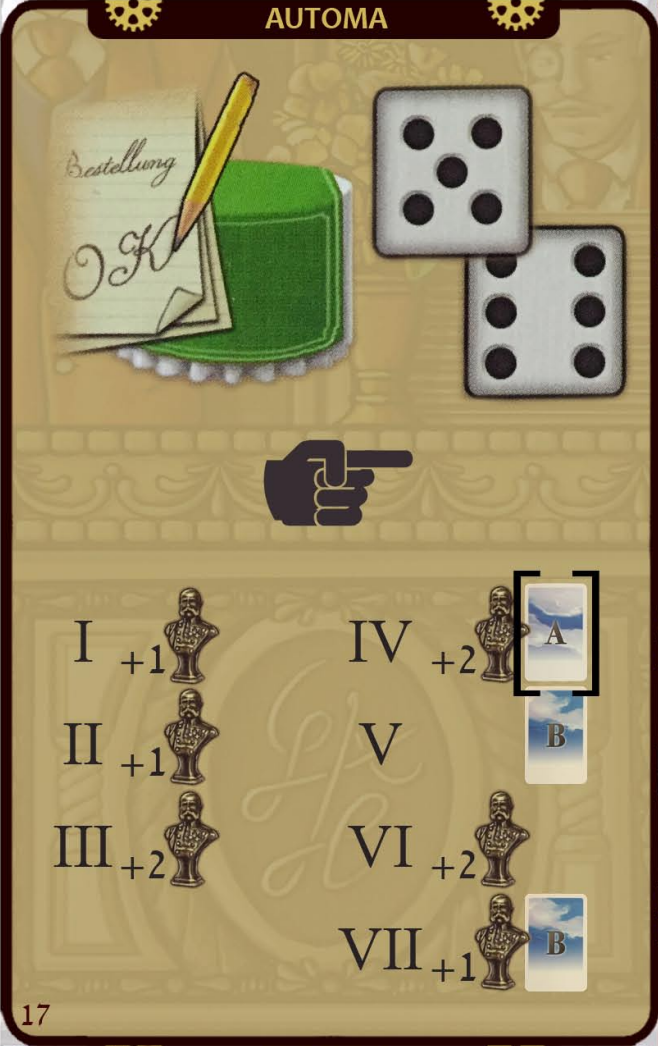 AUTOMA
Bestellung
OK
I +1
IV +2 A
II +1
V B
III +2
VI +2
VII +1 B
17